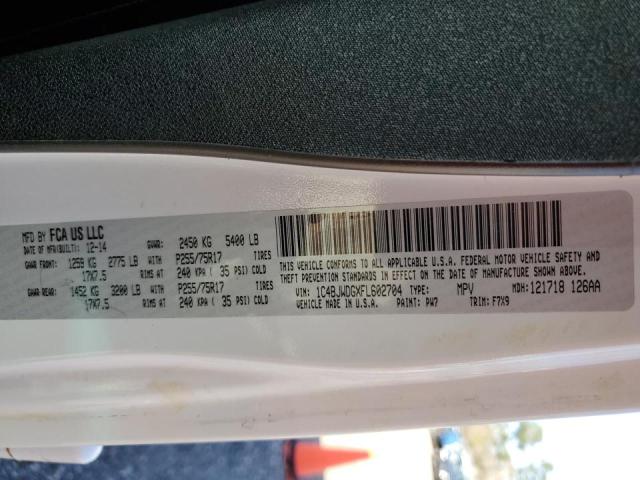 MFD BY FCA US LLC
DATE OF MFR(BUILT): 12-14 GVWR: 2450 KG 5400 LB
GAWR FRONT: 1259 KG 2775 LB WITH P255/75R17 TIRES
17X7.5 RIMS AT 240 KPA ( 35 PSI) COLD
GAWR REAR: 1452 KG 3200 LB WITH P255/75R17 TIRES
17X7.5 RIMS AT 240 KPA ( 35 PSI) COLD
THIS VEHICLE CONFORMS TO ALL APPLICABLE U.S.A. FEDERAL MOTOR VEHICLE SAFETY AND
THEFT PREVENTION STANDARDS IN EFFECT ON THE DATE OF MANUFACTURE SHOWN ABOVE.
VIN: 1C4BJWDGXFL602704 TYPE: MPV MDH: 121718 126AA
VEHICLE MADE IN U.S.A. PAINT: PW7 TRIM: F7X9